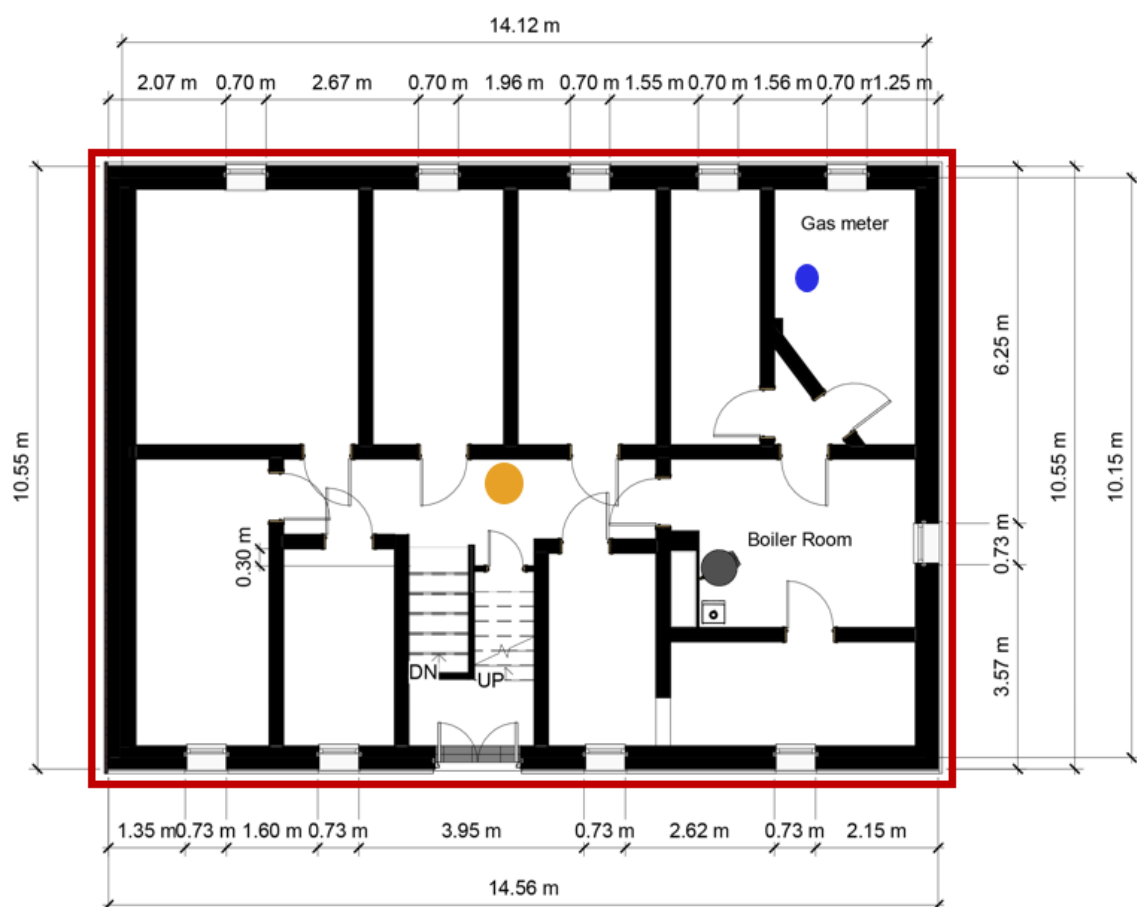 14.12 m
2.07 m 0.70 m 2.67 m 0.70 m 1.96 m 0.70 m 1.55 m 0.70 m 1.56 m 0.70 m 1.25 m
Gas meter
6.25 m
10.55 m
10.55 m
10.15 m
Boiler Room
0.73 m
0.30 m
3.57 m
DN
UP
1.35 m 0.73 m 1.60 m 0.73 m 3.95 m 0.73 m 2.62 m 0.73 m 2.15 m
14.56 m